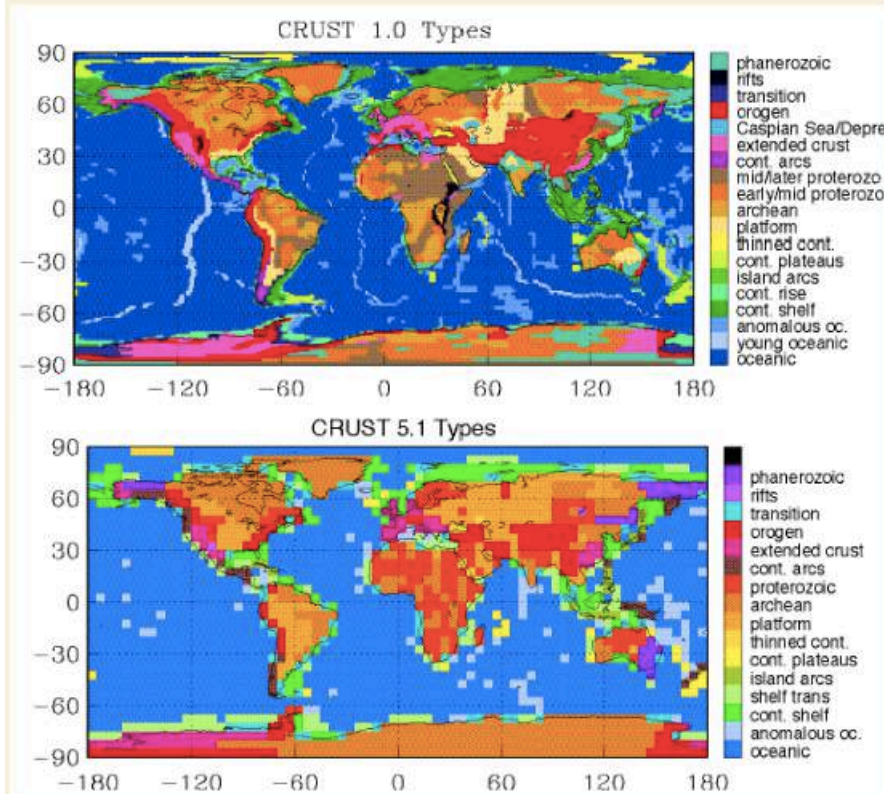 CRUST 1.0 Types
90
60
30
0
−30
−60
−90
−180 −120 −60 0 60 120 180
phanerozoic
rifts
transition
orogen
Caspian Sea/Depre
extended crust
cont. arcs
mid/later proterozo
early/mid proterozo
archean
platform
thinned cont.
cont. plateaus
island arcs
cont. rise
cont. shelf
anomalous oc.
young oceanic
oceanic
CRUST 5.1 Types
90
60
30
0
−30
−60
−90
−180 −120 −60 0 60 120 180
phanerozoic
rifts
transition
orogen
extended crust
cont. arcs
proterozoic
archean
platform
thinned cont.
cont. plateaus
island arcs
shelf trans
cont. shelf
anomalous oc.
oceanic